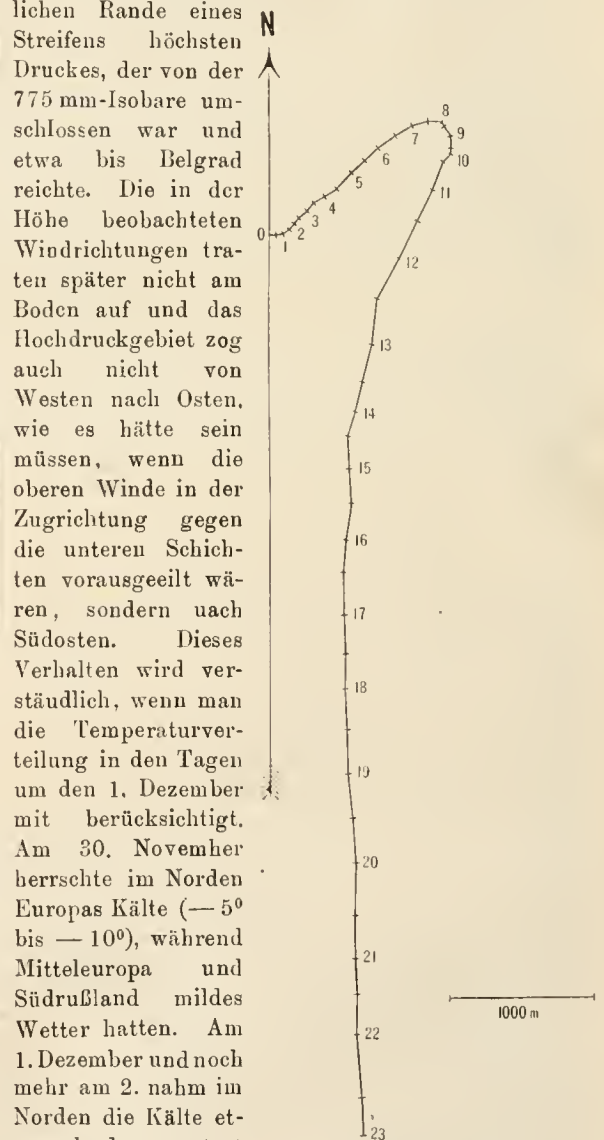 lichen Rande eines
Streifens höchsten
Druckes, der von der
775 mm-Isobare um-
schlossen war und
etwa bis Belgrad
reichte. Die in der
Höhe beobachteten
Windrichtungen tra-
ten später nicht am
Boden auf und das
Hochdruckgebiet zog
auch nicht von
Westen nach Osten,
wie es hätte sein
müssen, wenn die
oberen Winde in der
Zugrichtung gegen
die unteren Schich-
ten vorausgeeilt wä-
ren, sondern nach
Südosten. Dieses
Verhalten wird ver-
ständlich, wenn man
die Temperaturver-
teilung in den Tagen
um den 1. Dezember
mit berücksichtigt.
Am 30. November
herrschte im Norden
Europas Kälte (— 5⁰
bis — 10⁰), während
Mitteleuropa und
Südrußland mildes
Wetter hatten. Am
1. Dezember und noch
mehr am 2. nahm im
Norden die Kälte et-
N
0
1
2
3
4
5
6
7
8
9
10
11
12
13
14
15
16
17
18
19
20
21
22
23
1000 m